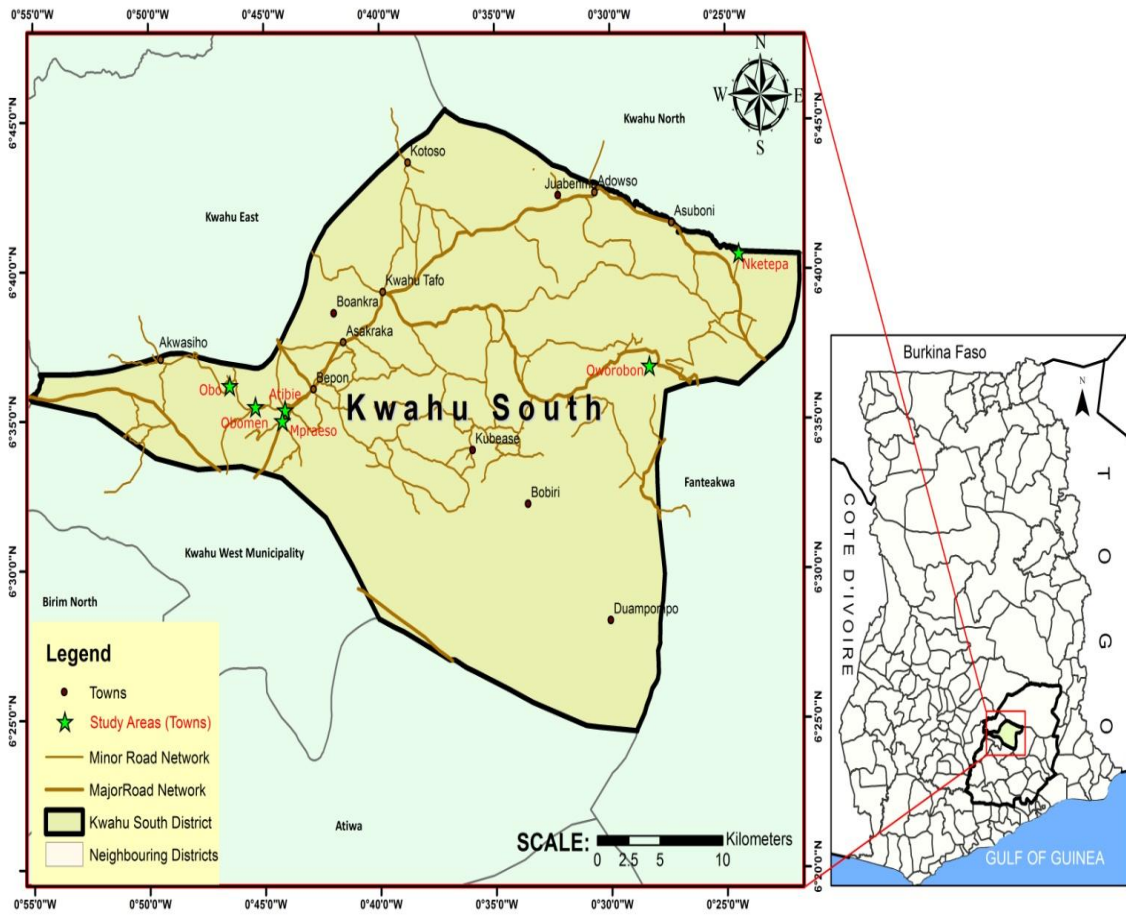 0°55'0"W 0°50'0"W 0°45'0"W 0°40'0"W 0°35'0"W 0°30'0"W 0°25'0"W
N
W E
S
6°45'0"N
6°45'0"N
Kwahu North
Kotoso
Juabenma
Adowso
Kwahu East
Asuboni
6°40'0"N
6°40'0"N
Nketepa
Kwahu Tafo
Boankra
Asakraka
Akwasiho
Oworobon
Obo
Atibie
Bepon
Kwahu South
Obomen
Mpraeso
6°35'0"N
6°35'0"N
Kubease
Fanteakwa
Bobiri
Kwahu West Municipality
6°30'0"N
6°30'0"N
Birim North
Duampompo
Legend
Towns
Study Areas (Towns)
Minor Road Network
MajorRoad Network
Kwahu South District
Neighbouring Districts
6°25'0"N
6°25'0"N
Atiwa
SCALE:
Kilometers
0 2.5 5 10
6°20'0"N
0°55'0"W 0°50'0"W 0°45'0"W 0°40'0"W 0°35'0"W 0°30'0"W 0°25'0"W
Burkina Faso
N
COTE D'IVOIRE
TOGO
GULF OF GUINEA